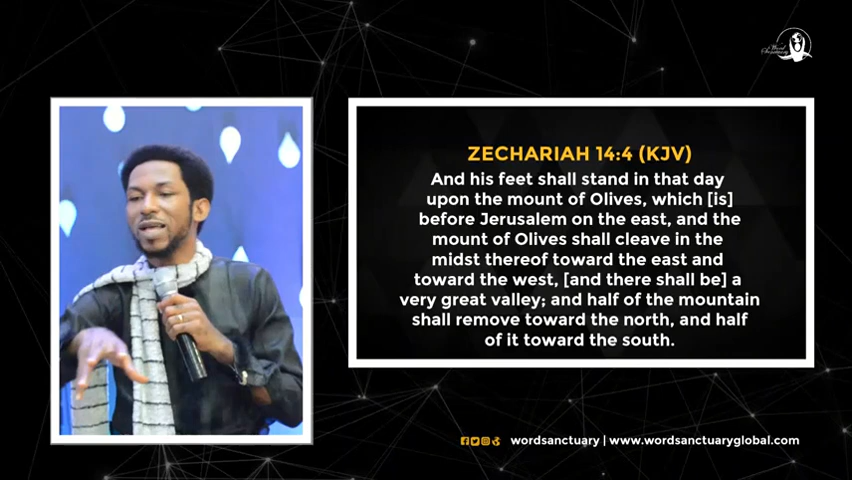 Word
Sanctuary
ZECHARIAH 14:4 (KJV)
And his feet shall stand in that day
upon the mount of Olives, which [is]
before Jerusalem on the east, and the
mount of Olives shall cleave in the
midst thereof toward the east and
toward the west, [and there shall be] a
very great valley; and half of the mountain
shall remove toward the north, and half
of it toward the south.
wordsanctuary | www.wordsanctuaryglobal.com